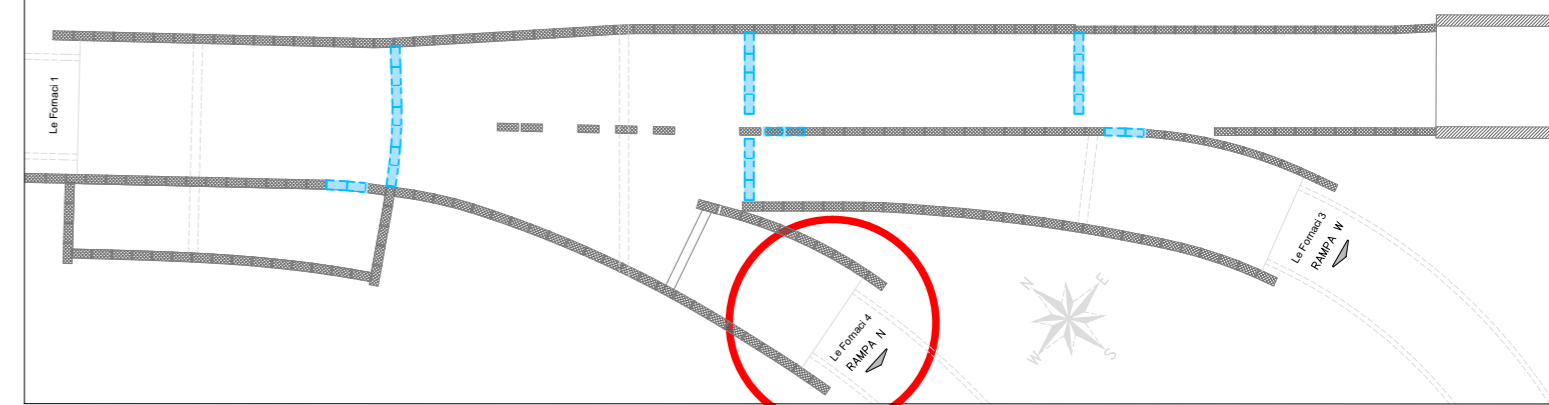 Le Fornaci 1
Le Fornaci 4
RAMPA N
Le Fornaci 3
RAMPA W
N
E
W
S